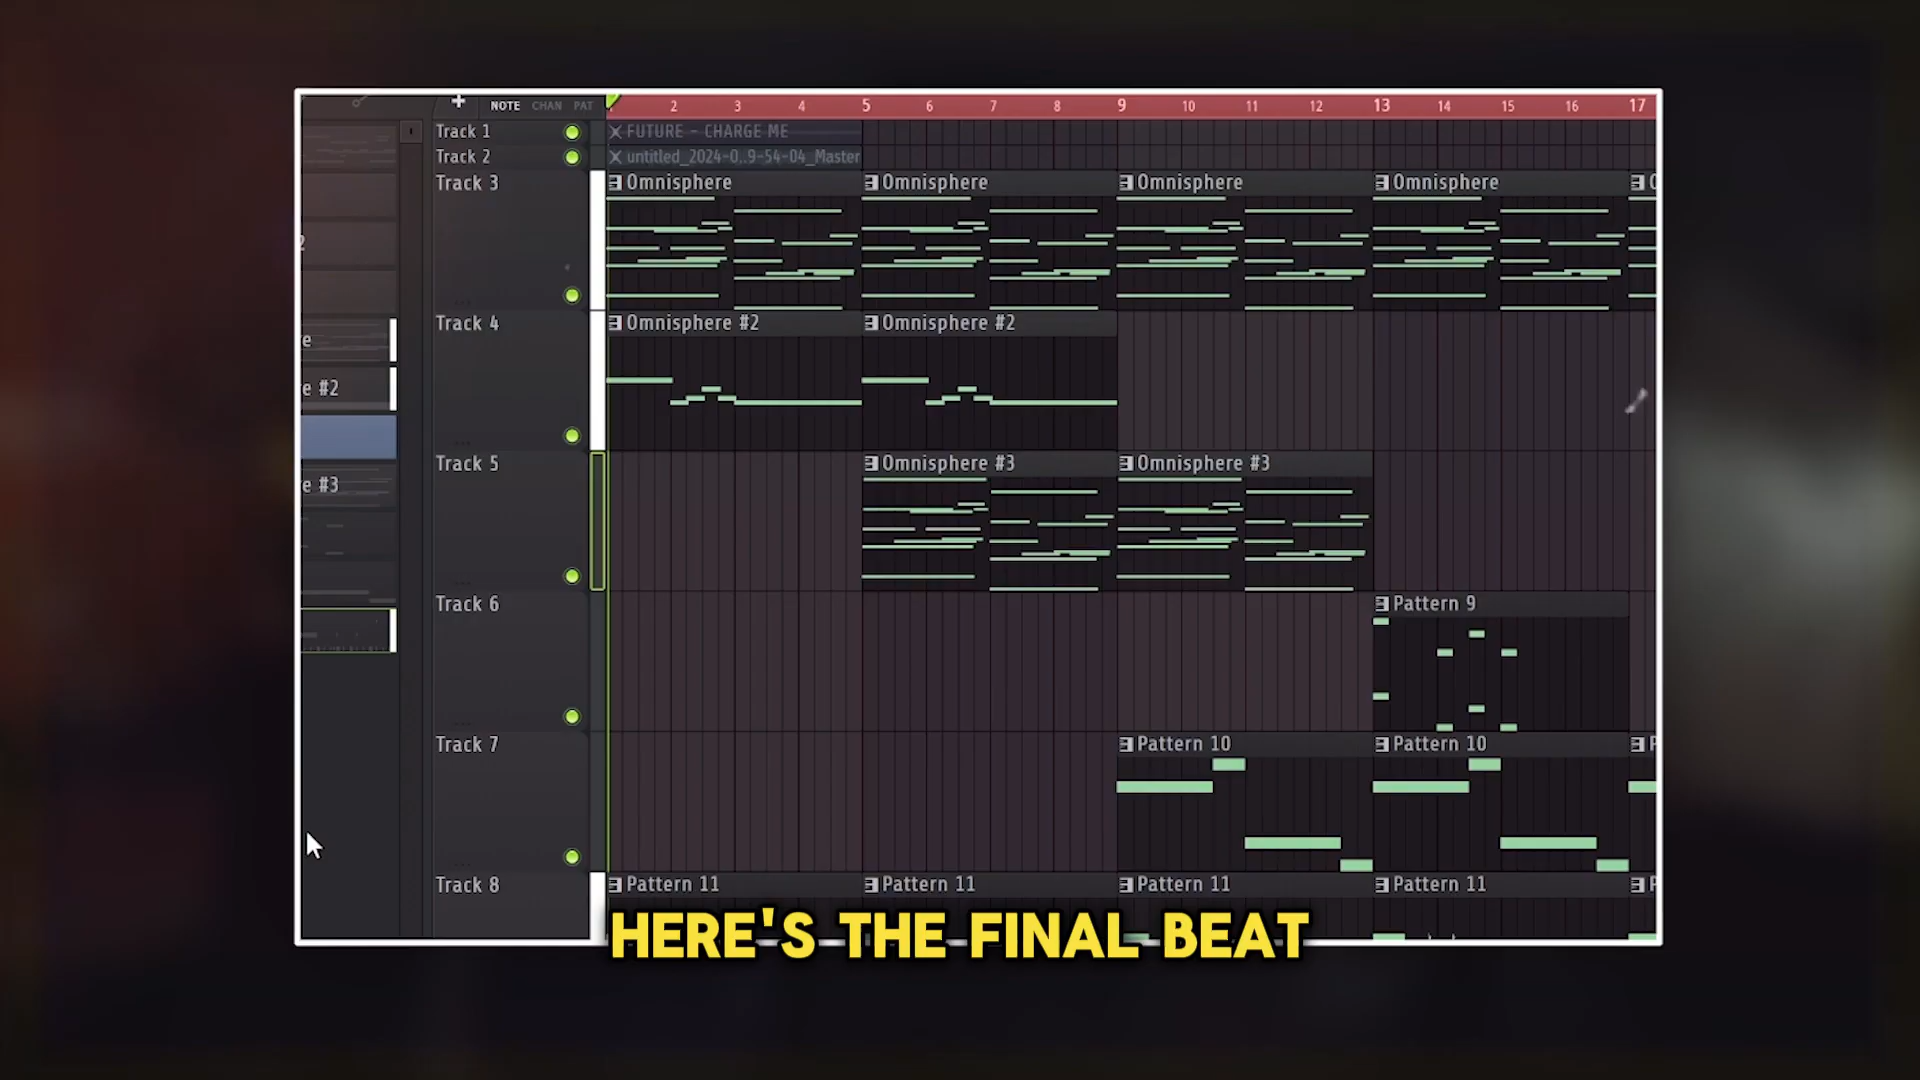 NOTE CHAN PAT
2 3 4 5 6 7 8 9 10 11 12 13 14 15 16 17
Track 1
FUTURE - CHARGE ME
Track 2
untitled_2024-0..9-54-04_Master
Track 3
Omnisphere Omnisphere Omnisphere Omnisphere
Track 4
Omnisphere #2 Omnisphere #2
e
e #2
Track 5
Omnisphere #3 Omnisphere #3
e #3
Track 6
Pattern 9
Track 7
Pattern 10 Pattern 10
Track 8
Pattern 11 Pattern 11 Pattern 11 Pattern 11
HERE'S THE FINAL BEAT